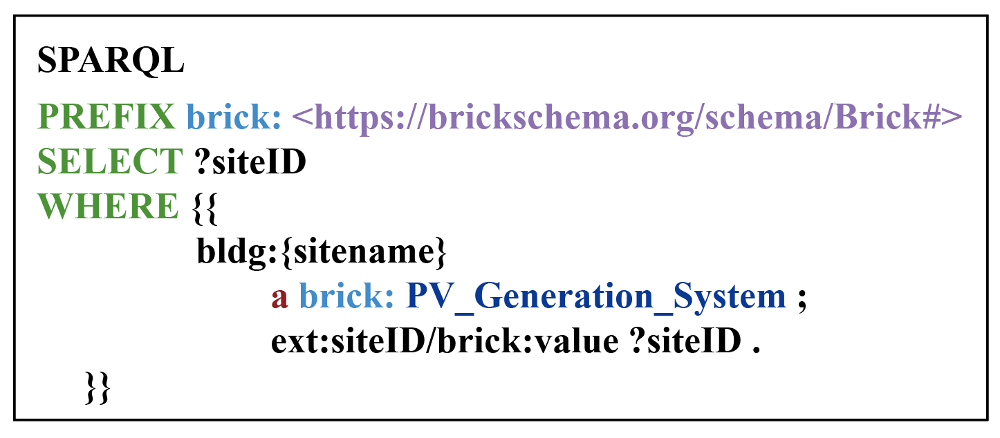 SPARQL
PREFIX brick: <https://brickschema.org/schema/Brick#>
SELECT ?siteID
WHERE {{
bldg:{sitename}
a brick: PV_Generation_System ;
ext:siteID/brick:value ?siteID .
}}